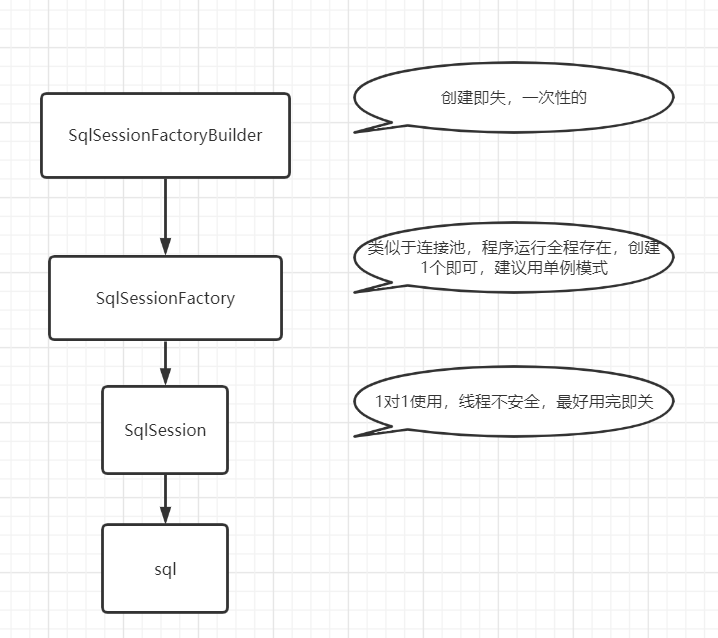 创建即失，一次性的
SqlSessionFactoryBuilder
类似于连接池，程序运行全程存在，创建
1个即可，建议用单例模式
SqlSessionFactory
1对1使用，线程不安全，最好用完即关
SqlSession
sql